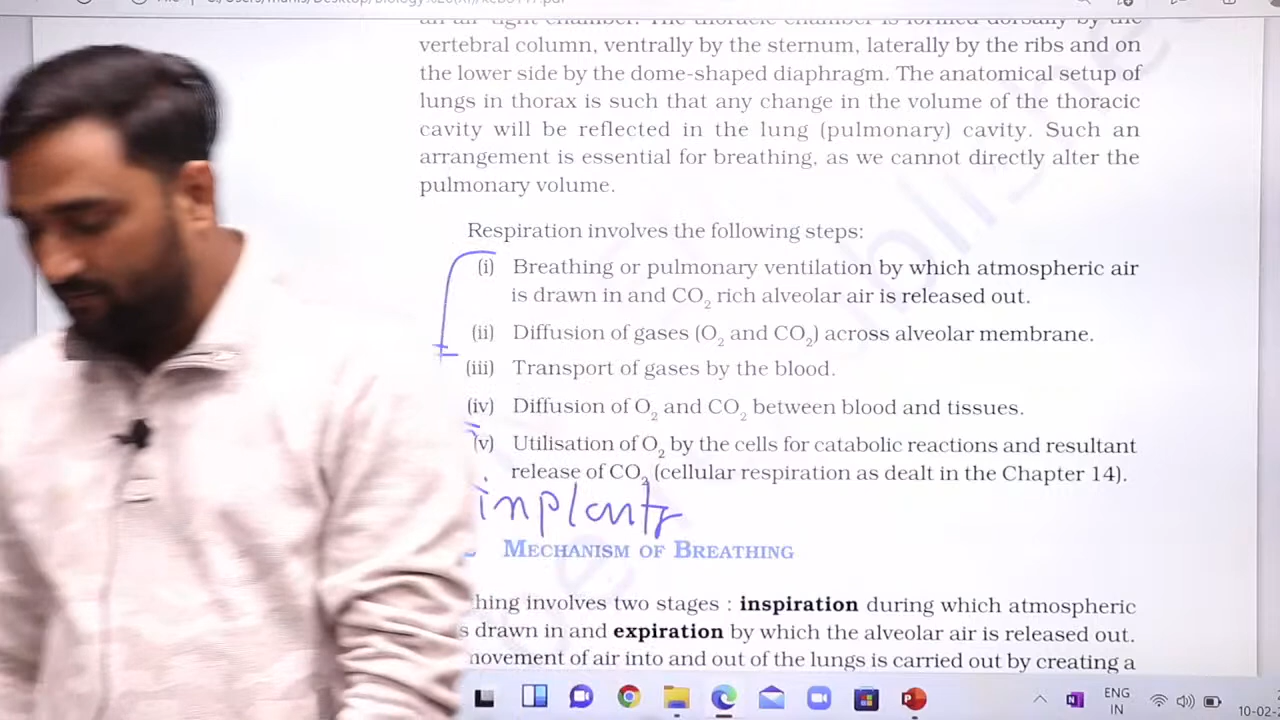 vertebral column, ventrally by the sternum, laterally by the ribs and on
the lower side by the dome-shaped diaphragm. The anatomical setup of
lungs in thorax is such that any change in the volume of the thoracic
cavity will be reflected in the lung (pulmonary) cavity. Such an
arrangement is essential for breathing, as we cannot directly alter the
pulmonary volume.
Respiration involves the following steps:
(i) Breathing or pulmonary ventilation by which atmospheric air
is drawn in and CO₂ rich alveolar air is released out.
(ii) Diffusion of gases (O₂ and CO₂) across alveolar membrane.
(iii) Transport of gases by the blood.
(iv) Diffusion of O₂ and CO₂ between blood and tissues.
(v) Utilisation of O₂ by the cells for catabolic reactions and resultant
release of CO₂ (cellular respiration as dealt in the Chapter 14).
inplants
MECHANISM OF BREATHING
hing involves two stages : inspiration during which atmospheric
s drawn in and expiration by which the alveolar air is released out.
movement of air into and out of the lungs is carried out by creating a
ENG
IN
10-02-